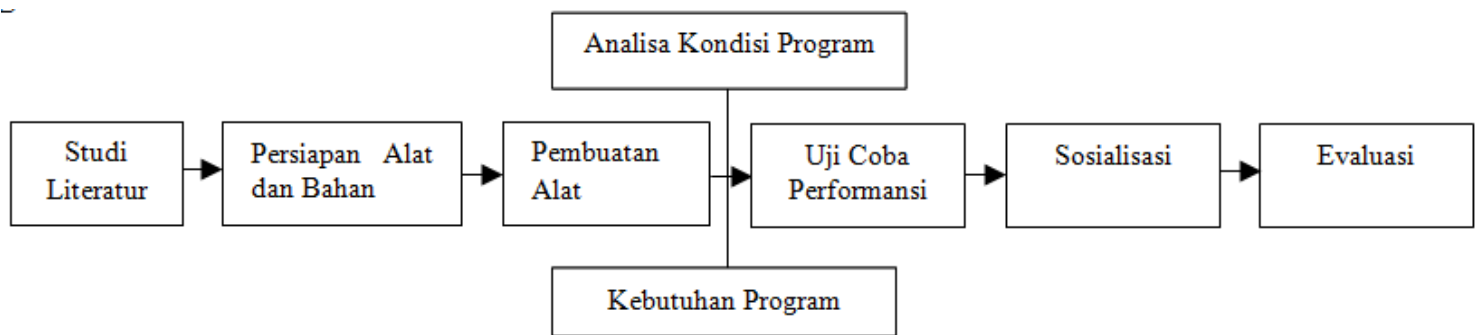 Analisa Kondisi Program
Studi
Literatur
Persiapan Alat
dan Bahan
Pembuatan
Alat
Uji Coba
Performansi
Sosialisasi
Evaluasi
Kebutuhan Program